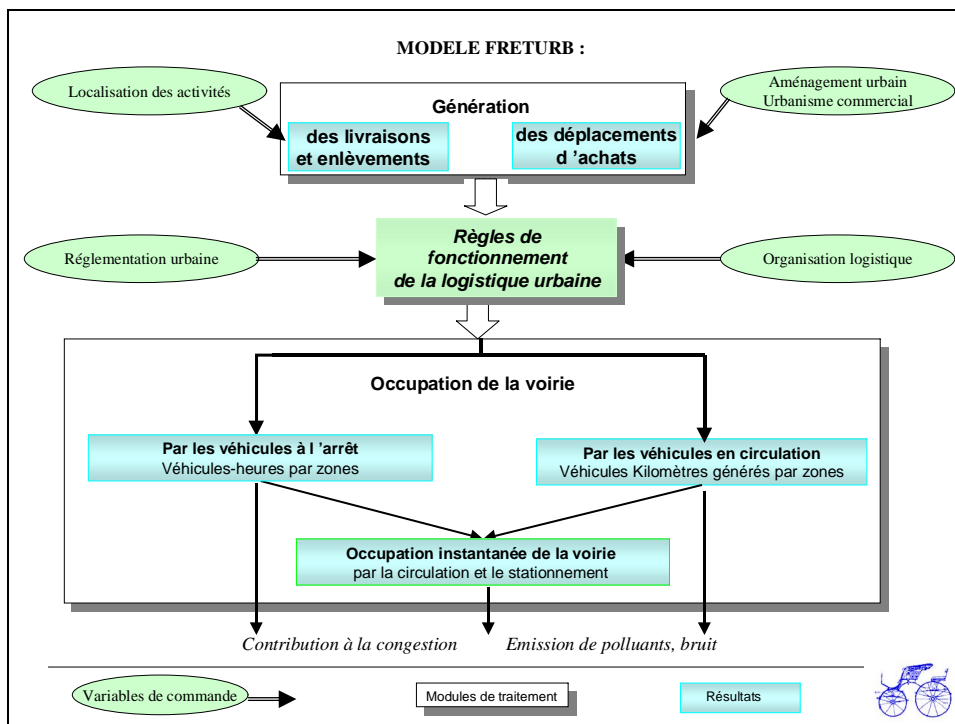 MODELE FRETURB :
Localisation des activités
Aménagement urbain
Urbanisme commercial
Génération
des livraisons
et enlèvements
des déplacements
d ’achats
Règles de
fonctionnement
de la logistique urbaine
Réglementation urbaine
Organisation logistique
Occupation de la voirie
Par les véhicules à l ’arrêt
Véhicules-heures par zones
Par les véhicules en circulation
Véhicules Kilomètres générés par zones
Occupation instantanée de la voirie
par la circulation et le stationnement
Contribution à la congestion
Emission de polluants, bruit
Variables de commande
Modules de traitement
Résultats